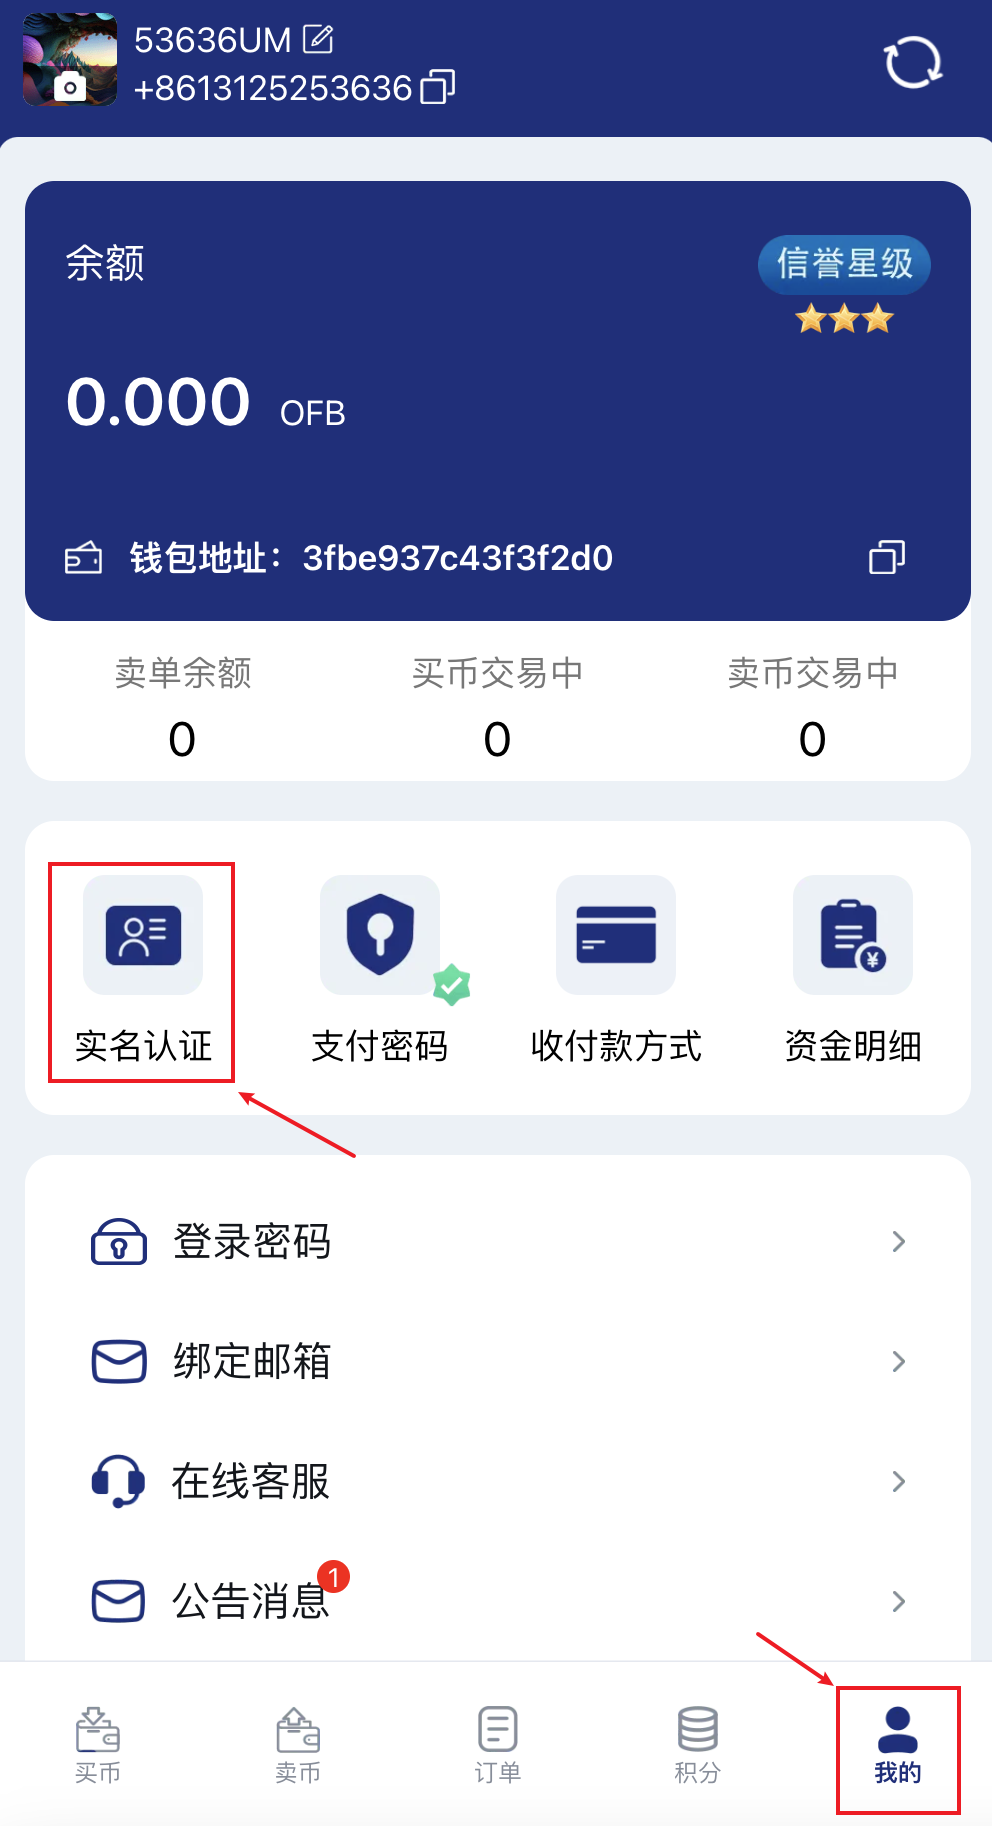 53636UM
+8613125253636
余额
信誉星级
0.000 OFB
钱包地址：3fbe937c43f3f2d0
卖单余额 买币交易中 卖币交易中
0 0 0
实名认证 支付密码 收付款方式 资金明细
登录密码
绑定邮箱
在线客服
公告消息 1
买币 卖币 订单 积分 我的